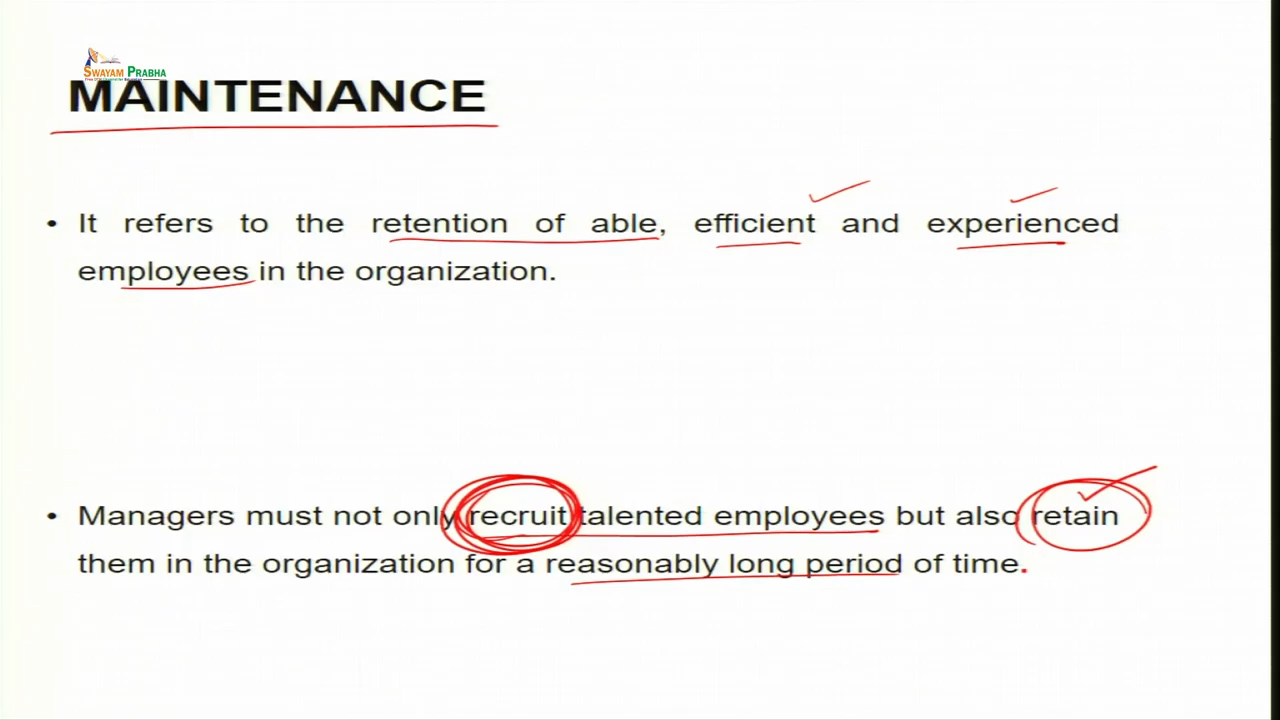 SWAYAM PRABHA
MAINTENANCE
• It refers to the retention of able, efficient and experienced
employees in the organization.
• Managers must not only recruit talented employees but also retain
them in the organization for a reasonably long period of time.